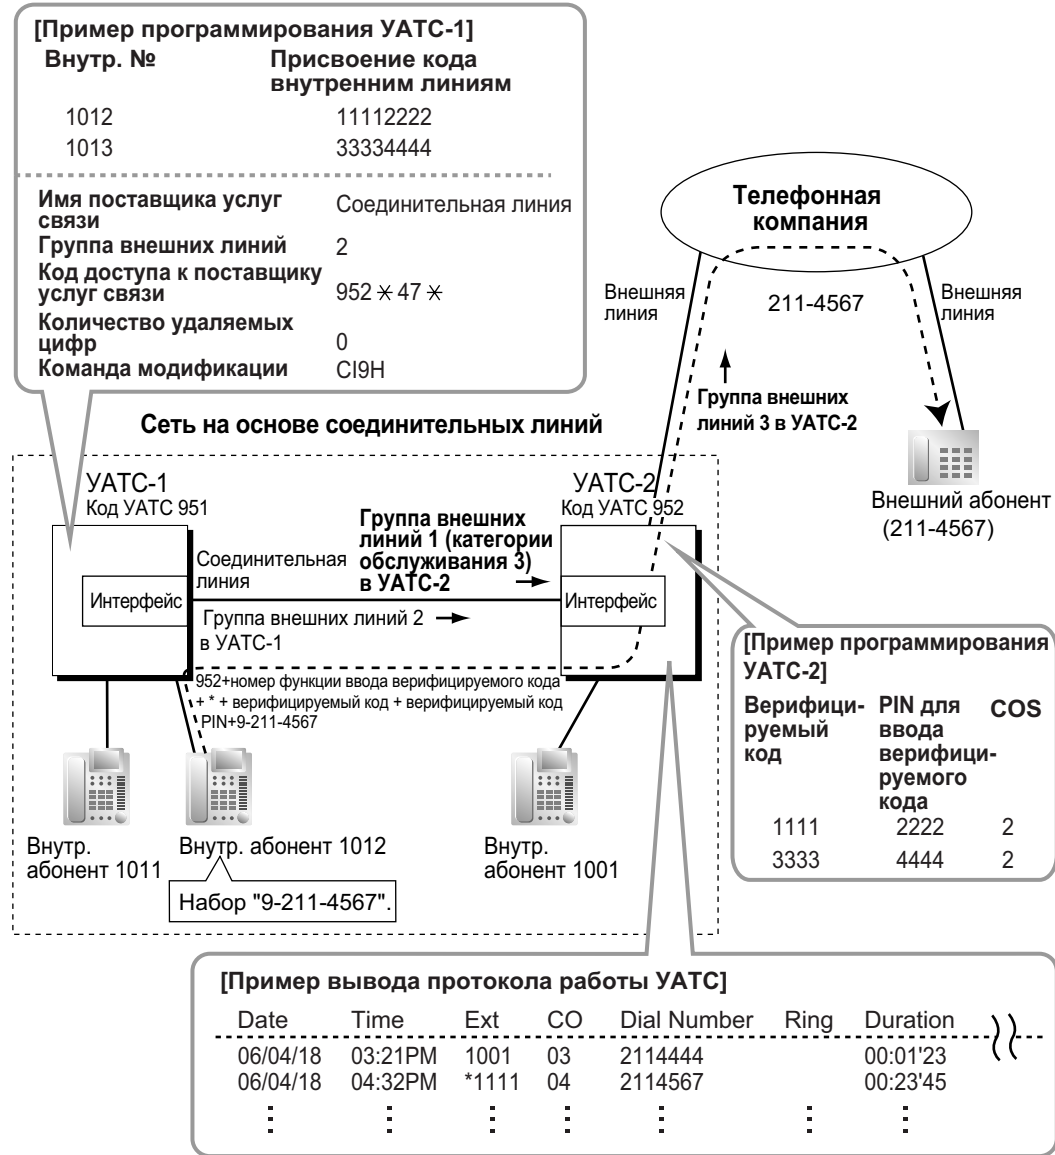 [Пример программирования УАТС-1]
Внутр. № Присвоение кода
внутренним линиям
1012 11112222
1013 33334444
Имя поставщика услуг
связи Соединительная линия
Группа внешних линий 2
Код доступа к поставщику
услуг связи 952 * 47 *
Количество удаляемых
цифр 0
Команда модификации CI9H
Телефонная
компания
Внешняя
линия
211-4567
Внешняя
линия
Группа внешних
линий 3 в УАТС-2
Внешний абонент
(211-4567)
Сеть на основе соединительных линий
УАТС-1
Код УАТС 951
УАТС-2
Код УАТС 952
Группа внешних
линий 1 (категории
обслуживания 3)
в УАТС-2
Соединительная
линия
Интерфейс
Интерфейс
Группа внешних линий 2
в УАТС-1
952+номер функции ввода верифицируемого кода
+ * + верифицируемый код + верифицируемый код
PIN+9-211-4567
Внутр.
абонент 1011
Внутр. абонент 1012
Набор "9-211-4567".
Внутр.
абонент 1001
[Пример программирования
УАТС-2]
Верифици-
руемый
код
PIN для
ввода
верифици-
руемого
кода
COS
1111 2222 2
3333 4444 2
[Пример вывода протокола работы УАТС]
Date Time Ext CO Dial Number Ring Duration
06/04/18 03:21PM 1001 03 2114444 00:01'23
06/04/18 04:32PM *1111 04 2114567 00:23'45